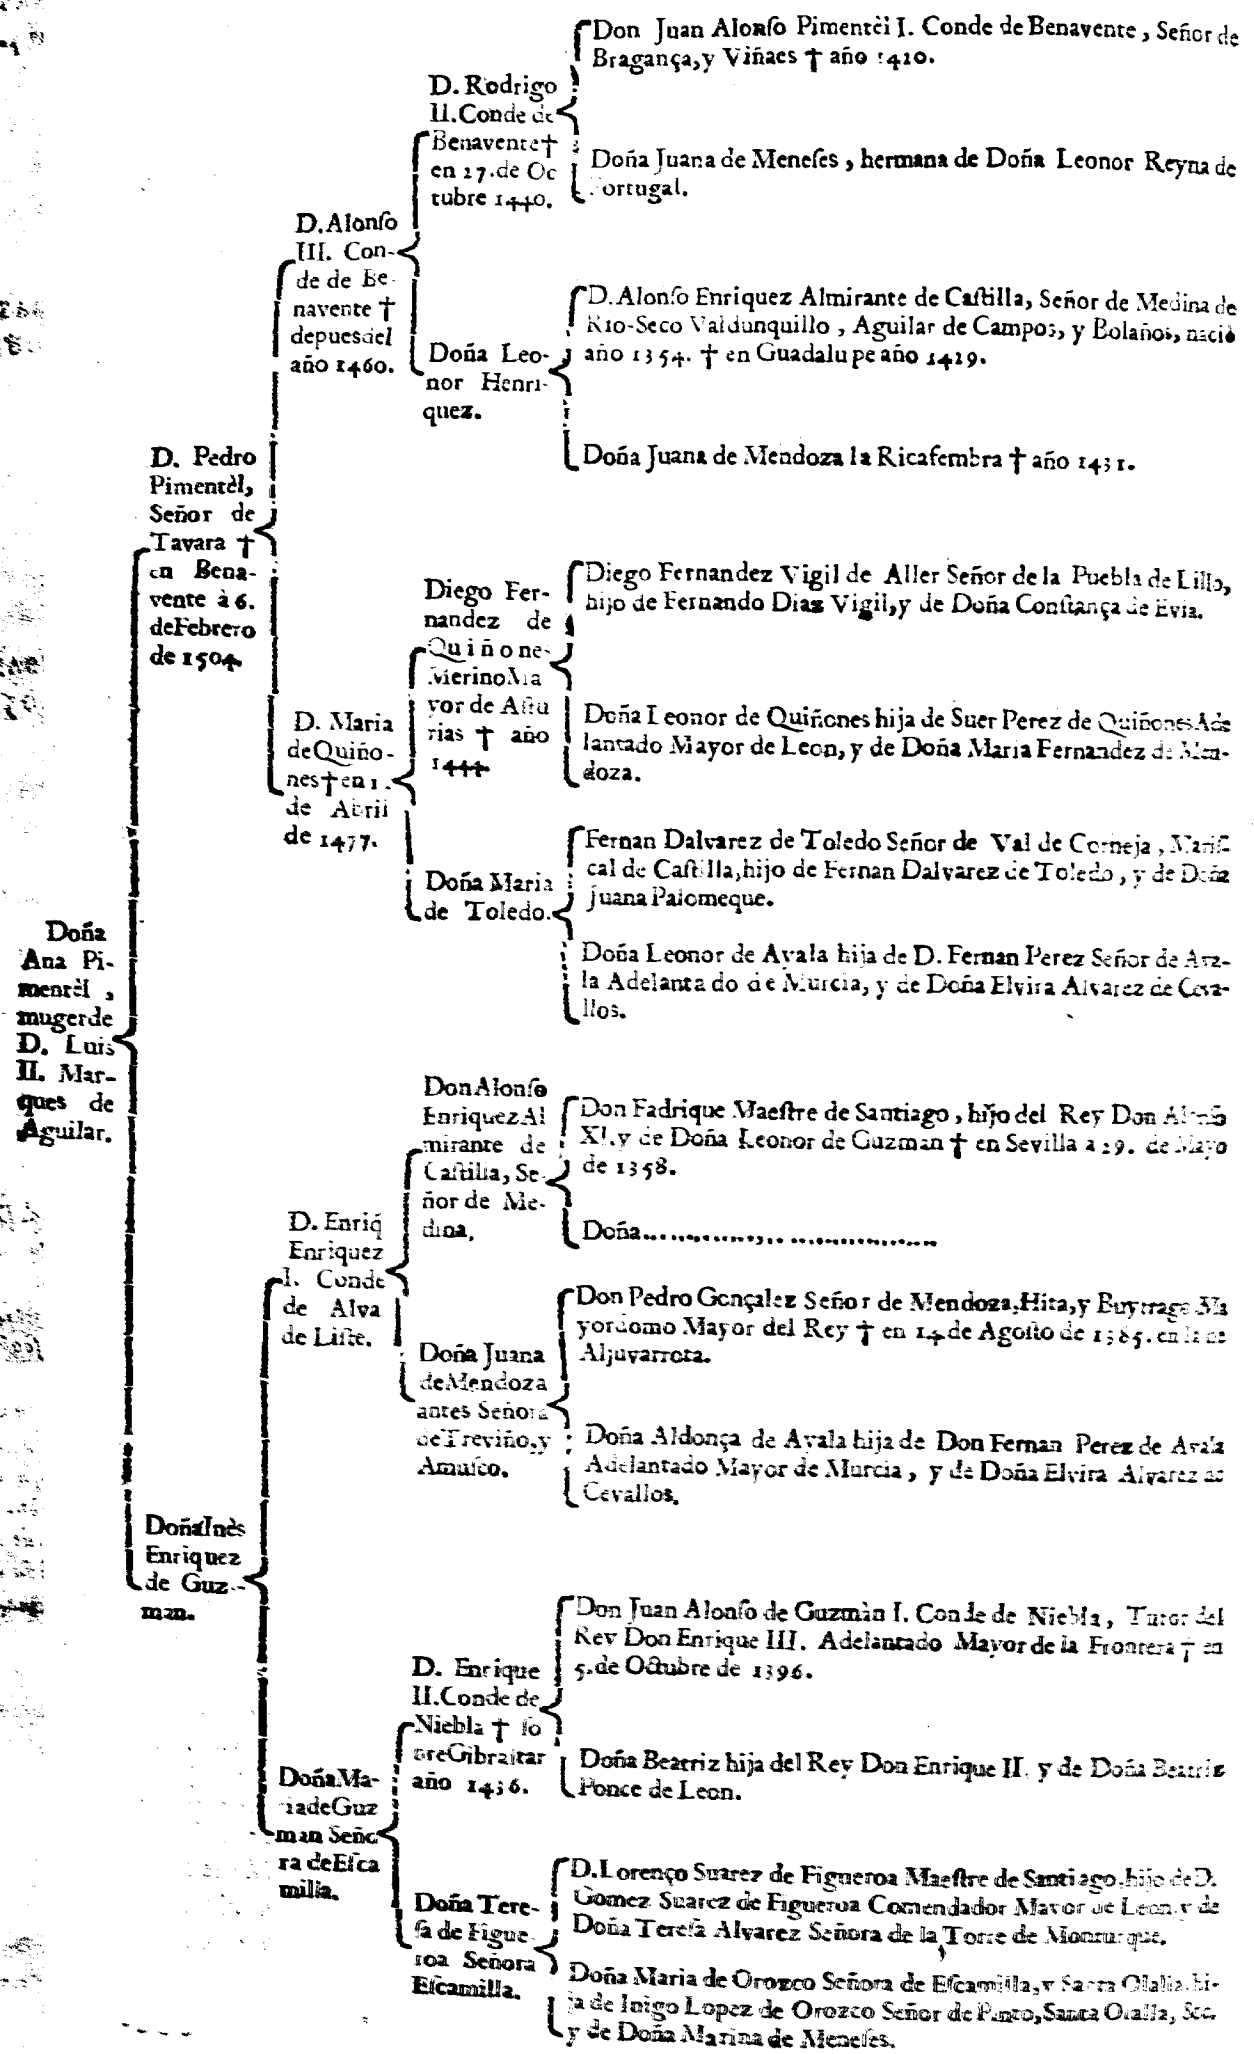 Doña
Ana Pi-
mentèl ,
muger de
D. Luis
II. Mar-
ques de
Aguilar.
D. Pedro
Pimentèl,
Señor de
Tavara †
en Bena-
vente à 6.
de Febrero
de 1504.
Doña Inès
Enriquez
de Guz-
man.
D. Alonſo
III. Con-
de de Be-
navente †
depues del
año 1460.
D. Maria
de Quiño-
nes † en 1.
de Abril
de 1477.
D. Enriq̃
Enriquez
I. Conde
de Alva
de Liſte.
Doña Ma-
ria de Guz
man Seño
ra de Eſca
milla.
D. Rodrigo
II. Conde de
Benavente †
en 27. de Oc
tubre 1440.
Doña Leo-
nor Henri-
quez.
Diego Fer-
nandez de
Quiñones
Merino Ma
yor de Aſtu
rias † año
1444.
Doña Maria
de Toledo.
Don Alonſo
Enriquez Al
mirante de
Caſtilla, Se-
ñor de Me-
dina,
Doña Juana
de Mendoza
antes Señora
de Treviño, y
Amuſco.
D. Enrique
II. Conde de
Niebla † ſo
bre Gibraltar
año 1436.
Doña Tere-
ſa de Figue
roa Señora
Eſcamilla.
Don Juan Alonſo Pimentèl I. Conde de Benavente , Señor de
Bragança, y Viñaes † año 1410.
Doña Juana de Meneſes , hermana de Doña Leonor Reyna de
Portugal.
D. Alonſo Enriquez Almirante de Caſtilla, Señor de Medina de
Rio-Seco Valdunquillo , Aguilar de Campos, y Bolaños, naciò
año 1354. † en Guadalupe año 1429.
Doña Juana de Mendoza la Ricafembra † año 1431.
Diego Fernandez Vigil de Aller Señor de la Puebla de Lillo,
hijo de Fernando Diaz Vigil, y de Doña Conſtança de Evia.
Doña Leonor de Quiñones hija de Suer Perez de Quiñones Ade
lantado Mayor de Leon, y de Doña Maria Fernandez de Men-
doza.
Fernan Dalvarez de Toledo Señor de Val de Corneja , Mariſ-
cal de Caſtilla, hijo de Fernan Dalvarez de Toledo , y de Doña
Juana Palomeque.
Doña Leonor de Ayala hija de D. Fernan Perez Señor de Aya-
la Adelantado de Murcia, y de Doña Elvira Alvarez de Ceva-
llos.
Don Fadrique Maeſtre de Santiago , hijo del Rey Don Alonſo
XI. y de Doña Leonor de Guzman † en Sevilla a 29. de Mayo
de 1358.
Doña..............................
Don Pedro Gonçalez Señor de Mendoza, Hita, y Buytrago Ma
yordomo Mayor del Rey † en 14. de Agoſto de 1385. en la de
Aljuvarrota.
Doña Aldonça de Ayala hija de Don Fernan Perez de Ayala
Adelantado Mayor de Murcia , y de Doña Elvira Alvarez de
Cevallos.
Don Juan Alonſo de Guzmàn I. Conde de Niebla , Tutor del
Rey Don Enrique III. Adelantado Mayor de la Frontera † en
5. de Octubre de 1396.
Doña Beatriz hija del Rey Don Enrique II. y de Doña Beatriz
Ponce de Leon.
D. Lorenço Suarez de Figueroa Maeſtre de Santiago, hijo de D.
Gomez Suarez de Figueroa Comendador Mayor de Leon, y de
Doña Tereſa Alvarez Señora de la Torre de Monturque.
Doña Maria de Orozco Señora de Eſcamilla, y Santa Olalla, hi-
ja de Inigo Lopez de Orozco Señor de Pinto, Santa Olalla, &c.
y de Doña Marina de Meneſes.